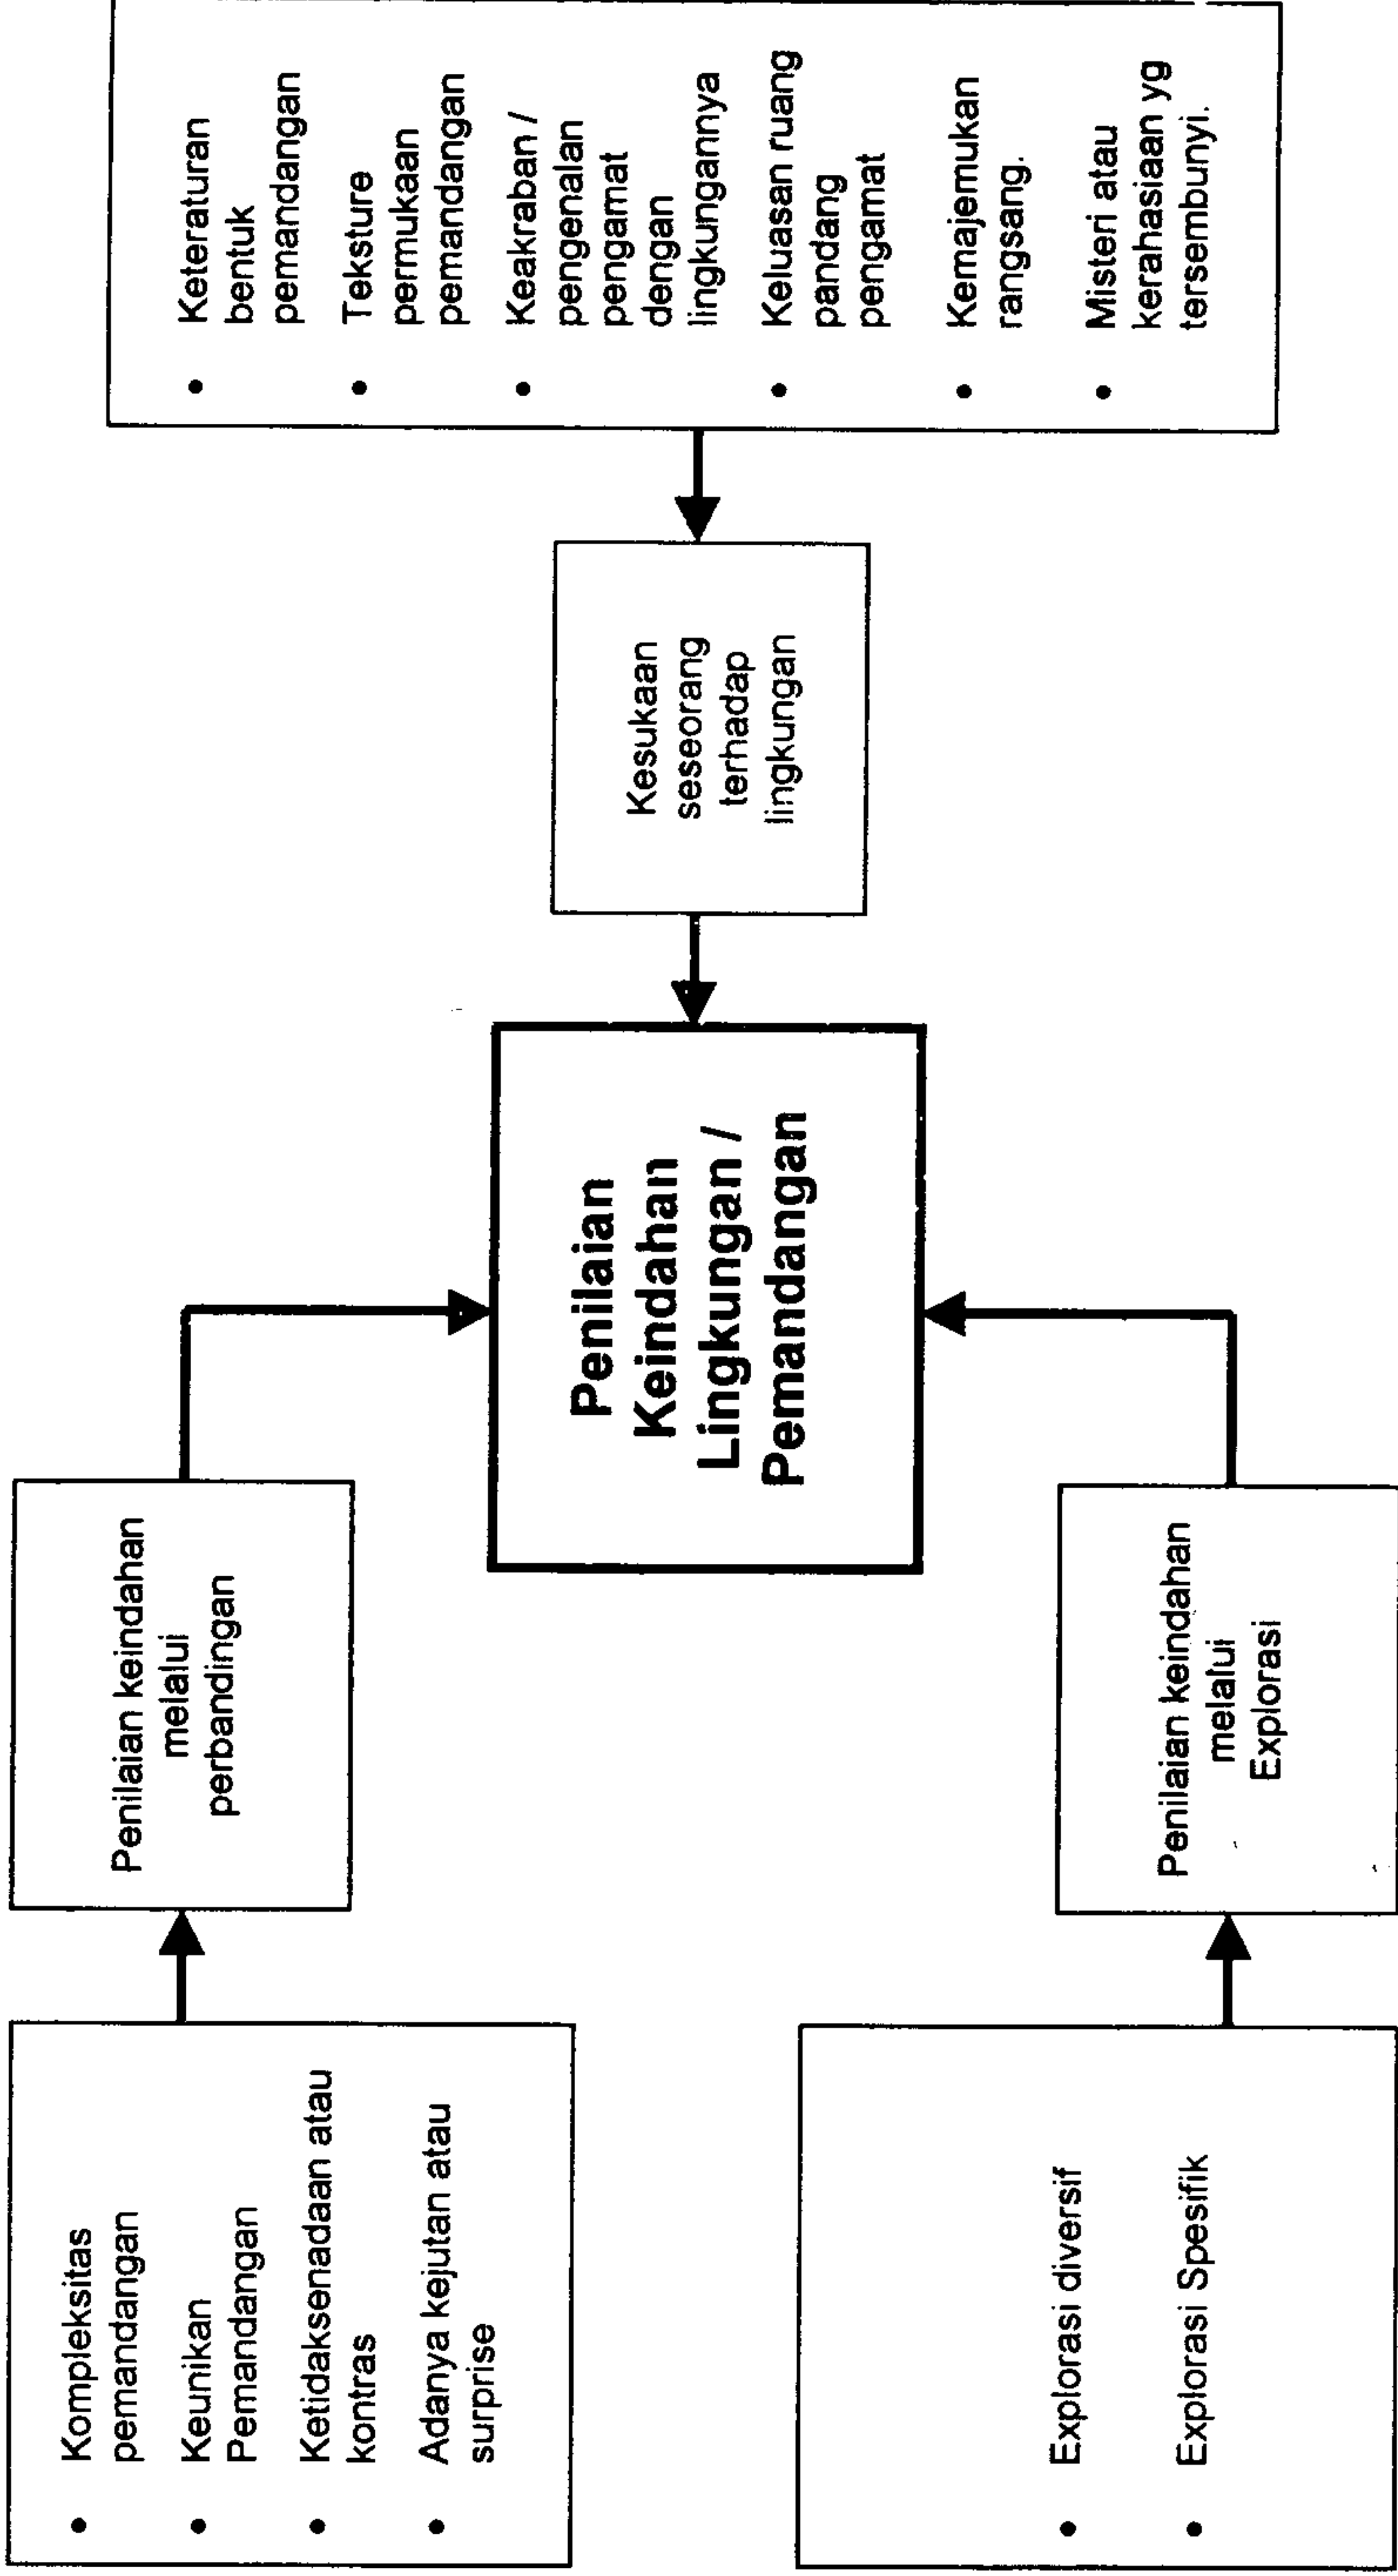 • Kompleksitas
pemandangan
• Keunikan
Pemandangan
• Ketidaksenadaan atau
kontras
• Adanya kejutan atau
surprise
Penilaian keindahan
melalui
perbandingan
• Explorasi diversif
• Explorasi Spesifik
Penilaian keindahan
melalui
Explorasi
Penilaian
Keindahan
Lingkungan /
Pemandangan
Kesukaan
seseorang
terhadap
lingkungan
• Keteraturan
bentuk
pemandangan
• Teksture
permukaan
pemandangan
• Keakraban /
pengenalan
pengamat
dengan
lingkungannya
• Keluasan ruang
pandang
pengamat
• Kemajemukan
rangsang.
• Misteri atau
kerahasiaan yg
tersembunyi.